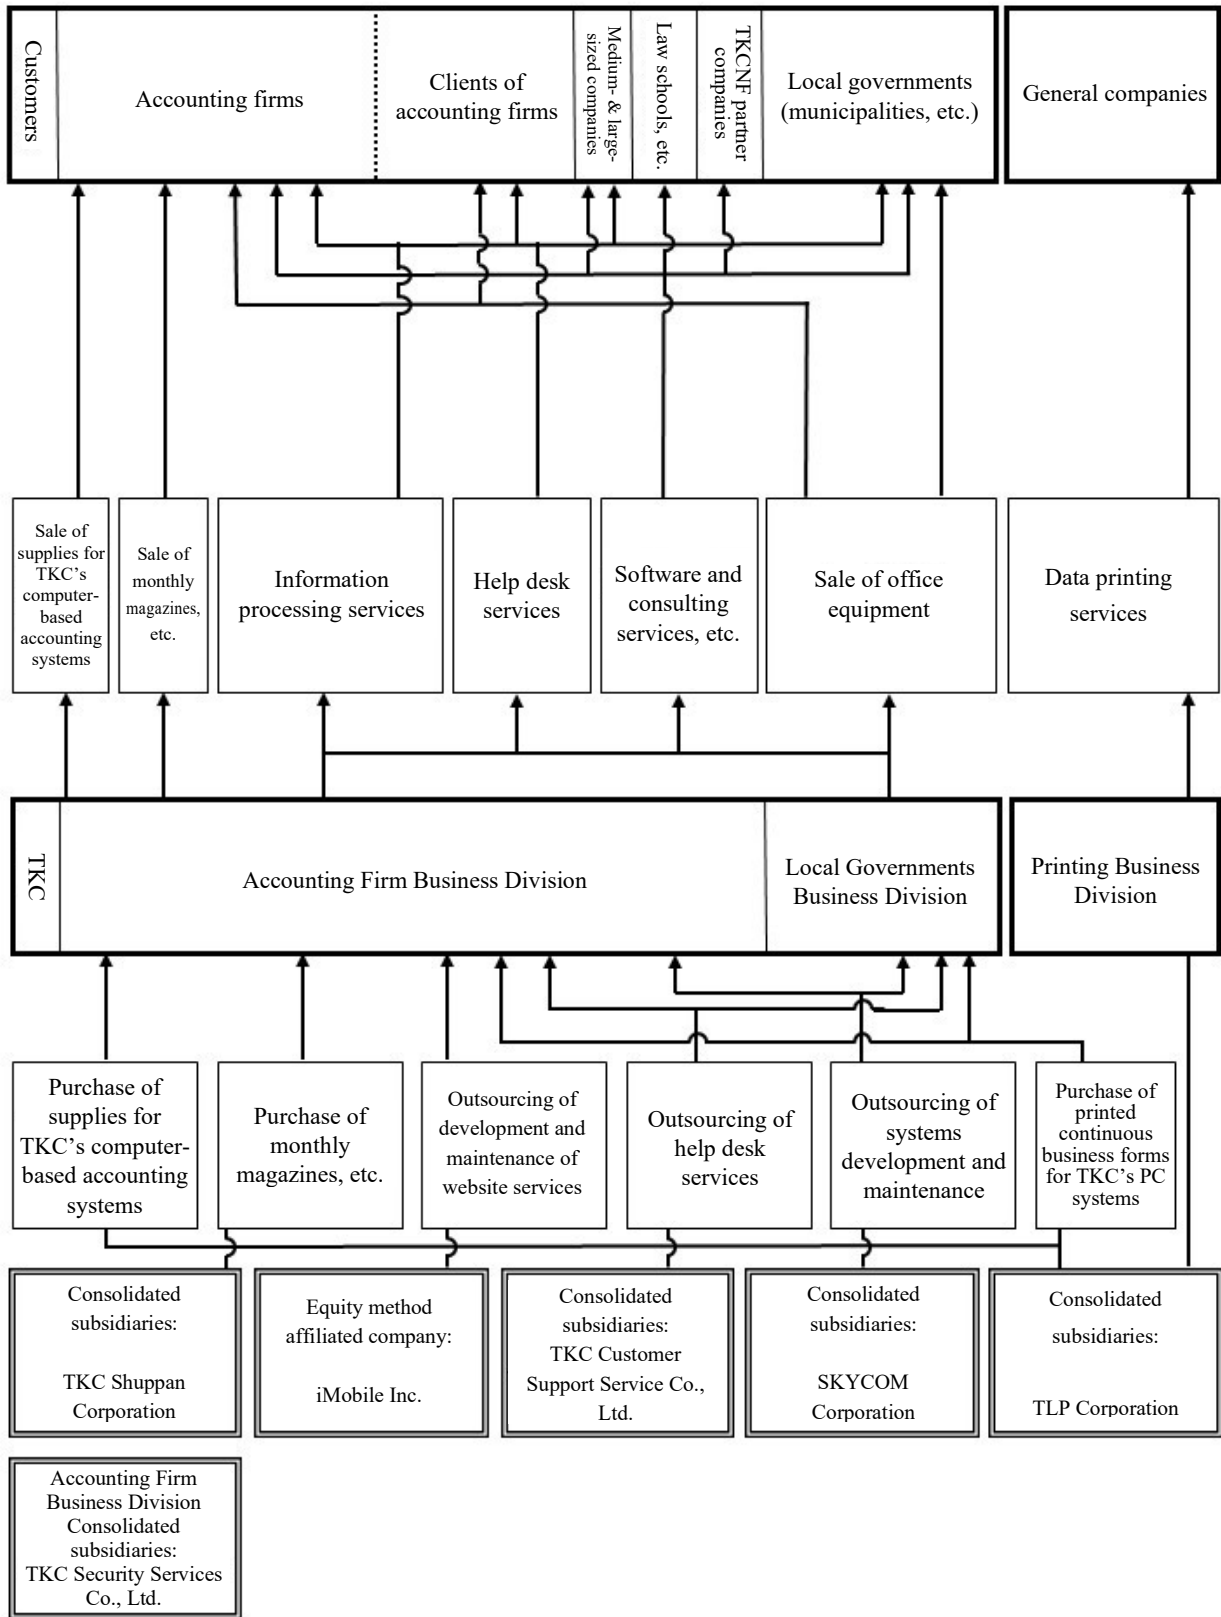 Customers
Accounting firms
Clients of
accounting firms
Medium- & large-
sized companies
Law schools, etc.
TKCNF partner
companies
Local governments
(municipalities, etc.)
General companies
Sale of
supplies for
TKC’s
computer-
based
accounting
systems
Sale of
monthly
magazines,
etc.
Information
processing services
Help desk
services
Software and
consulting
services, etc.
Sale of office
equipment
Data printing
services
TKC
Accounting Firm Business Division
Local Governments
Business Division
Printing Business
Division
Purchase of
supplies for
TKC’s computer-
based accounting
systems
Purchase of
monthly
magazines, etc.
Outsourcing of
development and
maintenance of
website services
Outsourcing of
help desk
services
Outsourcing of
systems
development and
maintenance
Purchase of
printed
continuous
business forms
for TKC’s PC
systems
Consolidated
subsidiaries:
TKC Shuppan
Corporation
Equity method
affiliated company:
iMobile Inc.
Consolidated
subsidiaries:
TKC Customer
Support Service Co.,
Ltd.
Consolidated
subsidiaries:
SKYCOM
Corporation
Consolidated
subsidiaries:
TLP Corporation
Accounting Firm
Business Division
Consolidated
subsidiaries:
TKC Security Services
Co., Ltd.